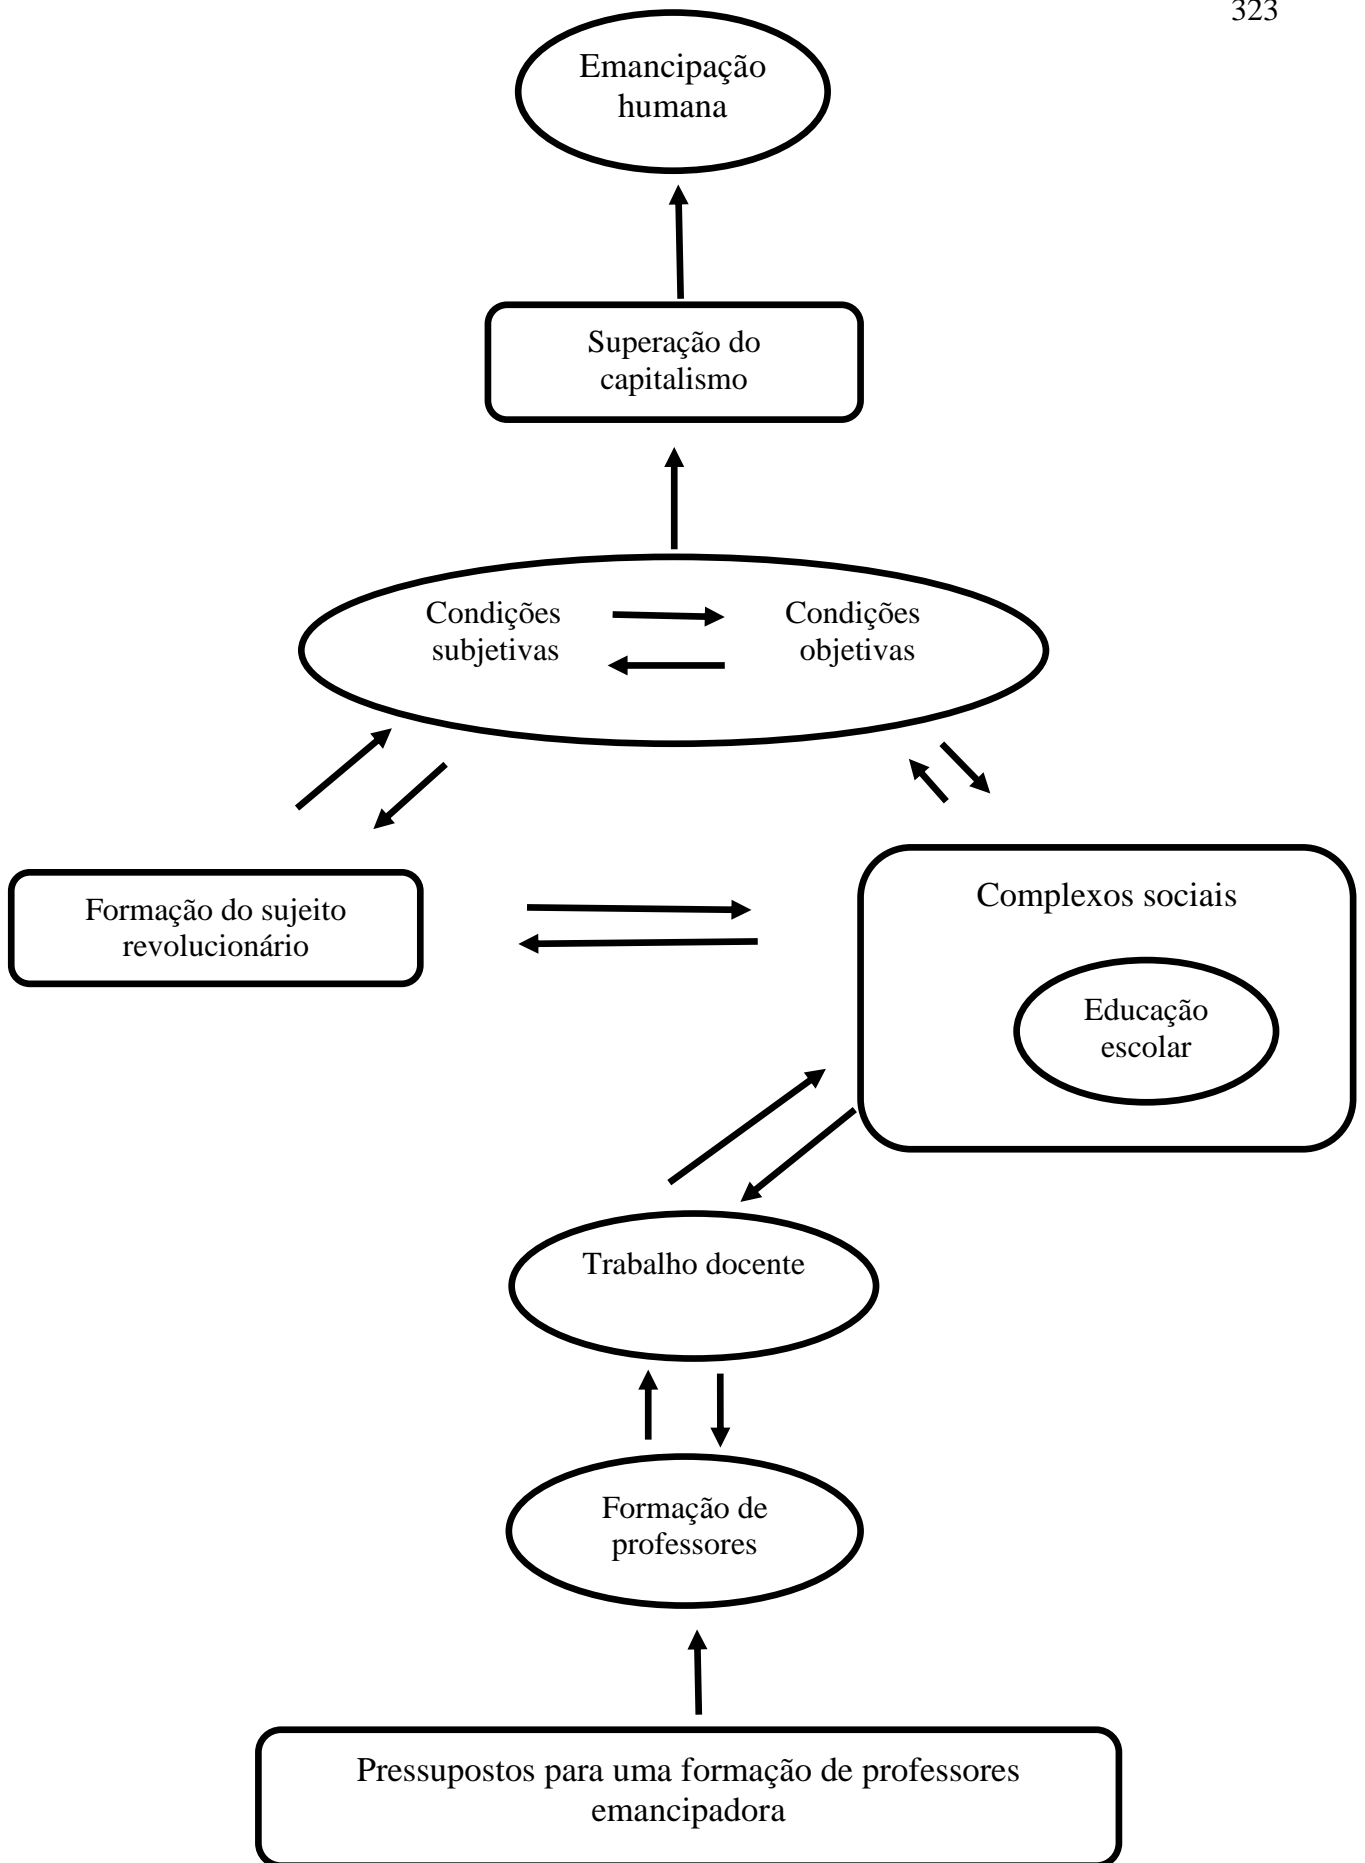 323
Emancipação
humana
Superação do
capitalismo
Condições
subjetivas
Condições
objetivas
Formação do sujeito
revolucionário
Complexos sociais
Educação
escolar
Trabalho docente
Formação de
professores
Pressupostos para uma formação de professores
emancipadora